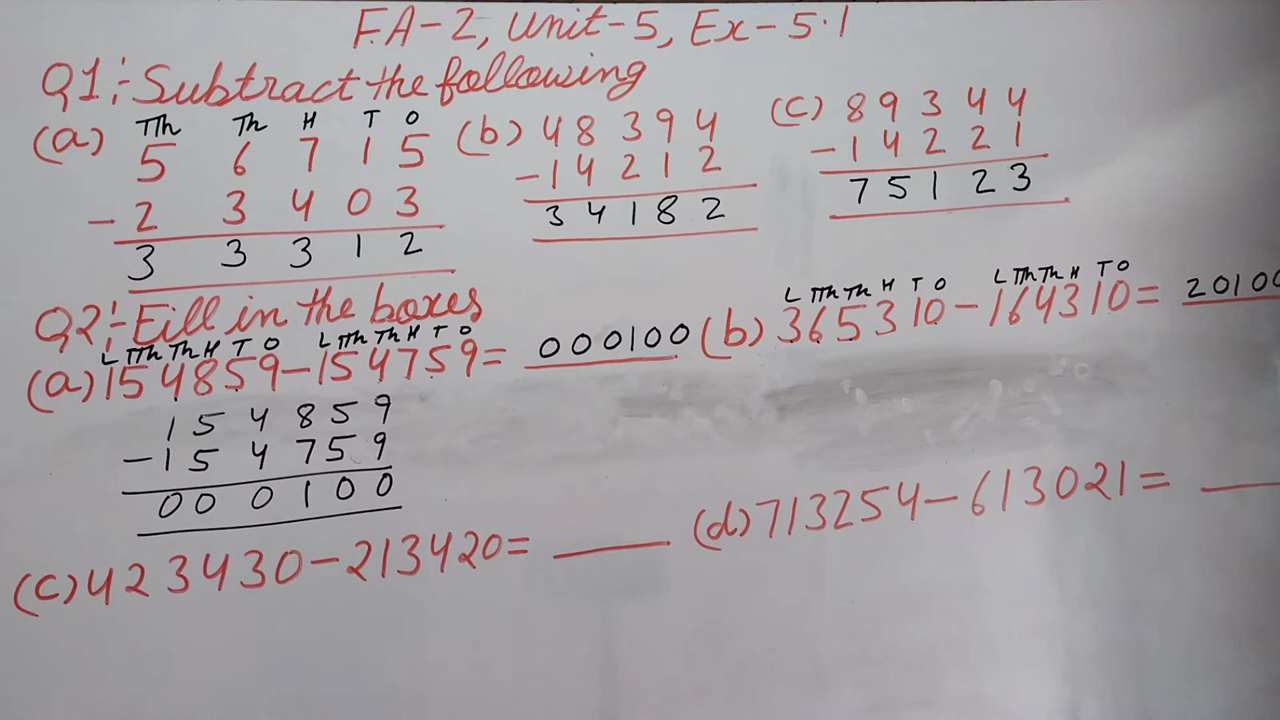 F.A-2, Unit-5, Ex-5.1
Q1:- Subtract the following
(a) TTh Th H T O
5 6 7 1 5
- 2 3 4 0 3
3 3 3 1 2
(b) 4 8 3 9 4
- 1 4 2 1 2
3 4 1 8 2
(c) 8 9 3 4 4
- 1 4 2 2 1
7 5 1 2 3
Q2:- Fill in the boxes
L TTh Th H T O L TTh Th H T O
(a) 154859 - 154759 = 000100
L TTh Th H T O L TTh Th H T O
(b) 365310 - 164310 = 20100
1 5 4 8 5 9
- 1 5 4 7 5 9
0 0 0 1 0 0
(c) 423430 - 213420 = ____
(d) 713254 - 613021 = ____